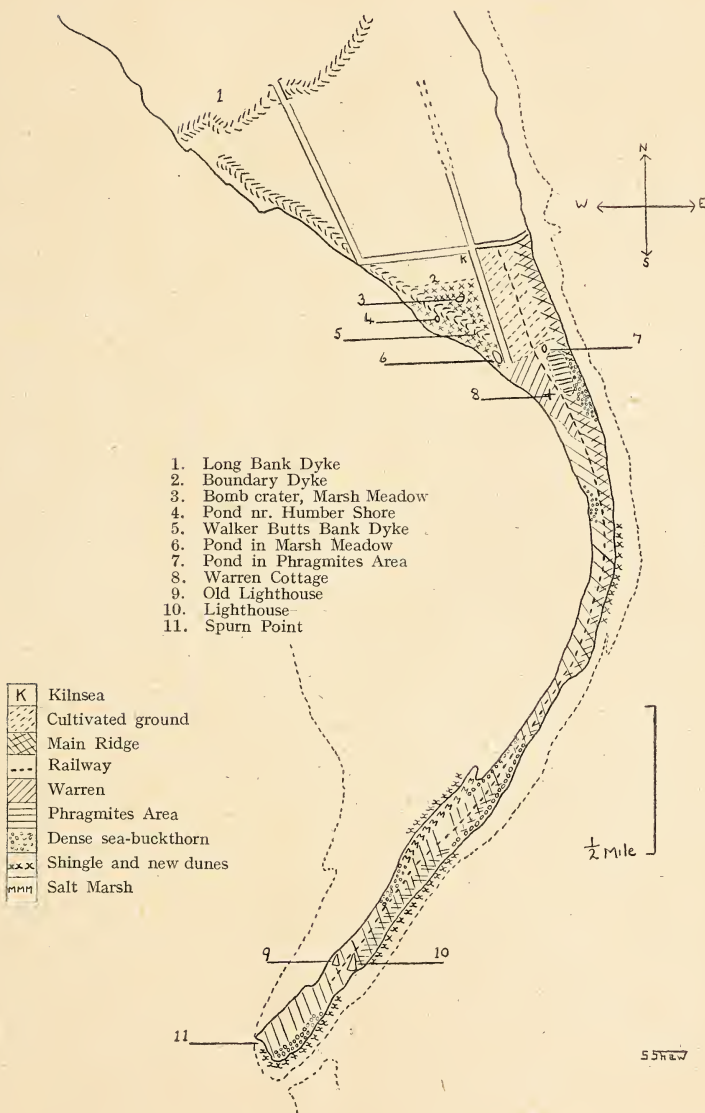 1
N
W E
S
K
2
3
4
5
6
7
8
1. Long Bank Dyke
2. Boundary Dyke
3. Bomb crater, Marsh Meadow
4. Pond nr. Humber Shore
5. Walker Butts Bank Dyke
6. Pond in Marsh Meadow
7. Pond in Phragmites Area
8. Warren Cottage
9. Old Lighthouse
10. Lighthouse
11. Spurn Point
K Kilnsea
Cultivated ground
Main Ridge
Railway
Warren
Phragmites Area
Dense sea-buckthorn
xxx Shingle and new dunes
MMM Salt Marsh
½ Mile
9
10
11
S Shaw